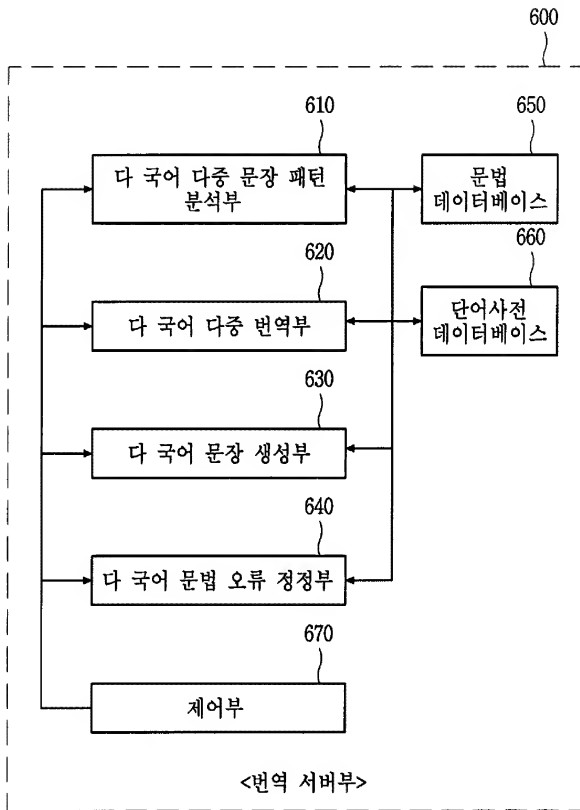 600
610
650
다 국어 다중 문장 패턴
분석부
문법
데이터베이스
620
660
다 국어 다중 번역부
단어사전
데이터베이스
630
다 국어 문장 생성부
640
다 국어 문법 오류 정정부
670
제어부
<번역 서버부>